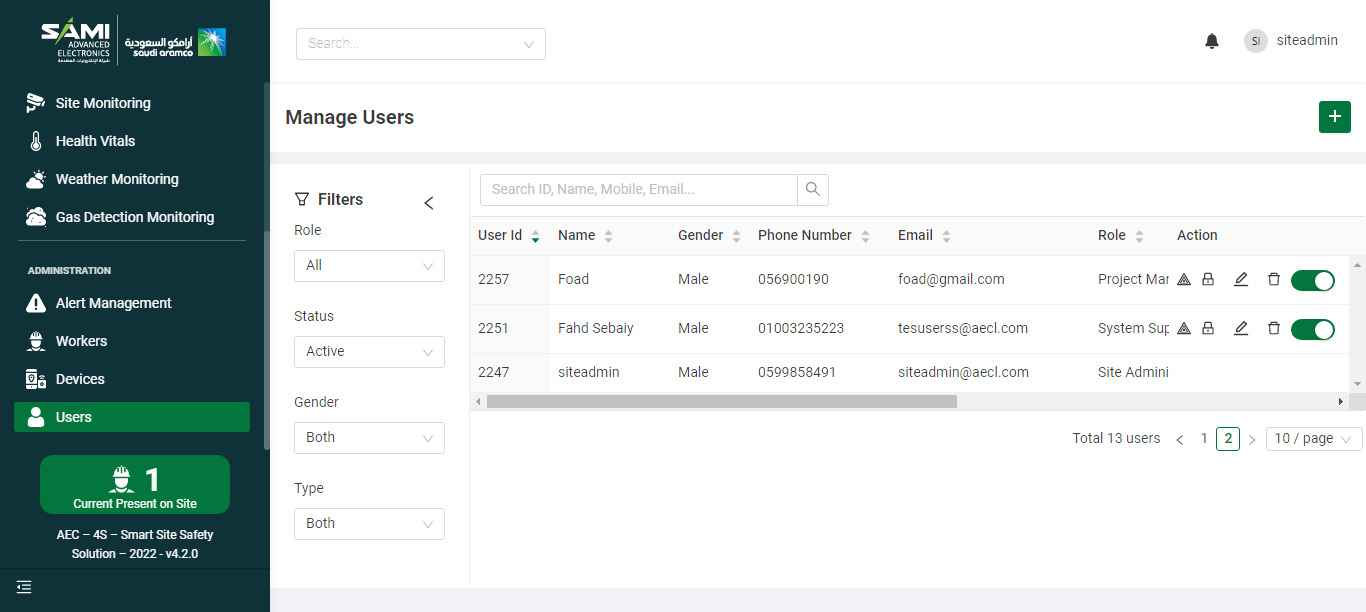 SAMI
ADVANCED
ELECTRONICS
أرامكو السعودية
saudi aramco
Search...
SI
siteadmin
Site Monitoring
Health Vitals
Weather Monitoring
Gas Detection Monitoring
ADMINISTRATION
Alert Management
Workers
Devices
Users
1
Current Present on Site
AEC – 4S – Smart Site Safety
Solution – 2022 - v4.2.0
Manage Users
Filters
Role
All
Status
Active
Gender
Both
Type
Both
Search ID, Name, Mobile, Email...
User Id Name Gender Phone Number Email Role Action
2257 Foad Male 056900190 foad@gmail.com Project Mar
2251 Fahd Sebaiy Male 01003235223 tesuserss@aecl.com System Sup
2247 siteadmin Male 0599858491 siteadmin@aecl.com Site Admini
Total 13 users < 1 2 > 10 / page